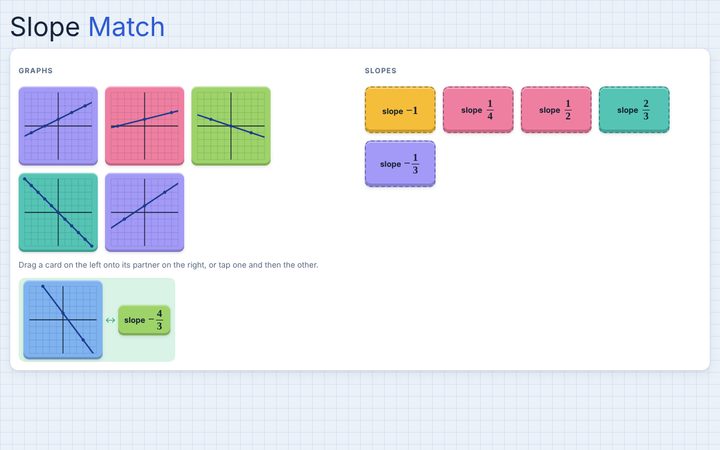 Slope Match
GRAPHS
SLOPES
slope −1
slope 1/4
slope 1/2
slope 2/3
slope −1/3
Drag a card on the left onto its partner on the right, or tap one and then the other.
↔ slope −4/3